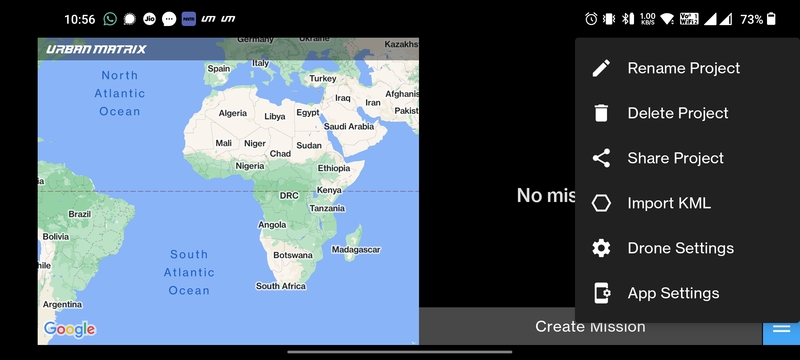 10:56
Jio
1.00
KB/S
73%
URBAN MATRIX
Germany
Ukraine
Kazakhs
North
Atlantic
Ocean
Spain
Italy
Turkey
Iraq
Iran
Afghanis
Pakist
Algeria
Libya
Egypt
Saudi Arabia
Mali
Niger
Chad
Sudan
Nigeria
Ethiopia
DRC
Kenya
Tanzania
Brazil
Angola
Bolivia
Botswana
Madagascar
South
Atlantic
Ocean
hile
South Africa
Argentina
Google
No mis
Create Mission
Rename Project
Delete Project
Share Project
Import KML
Drone Settings
App Settings